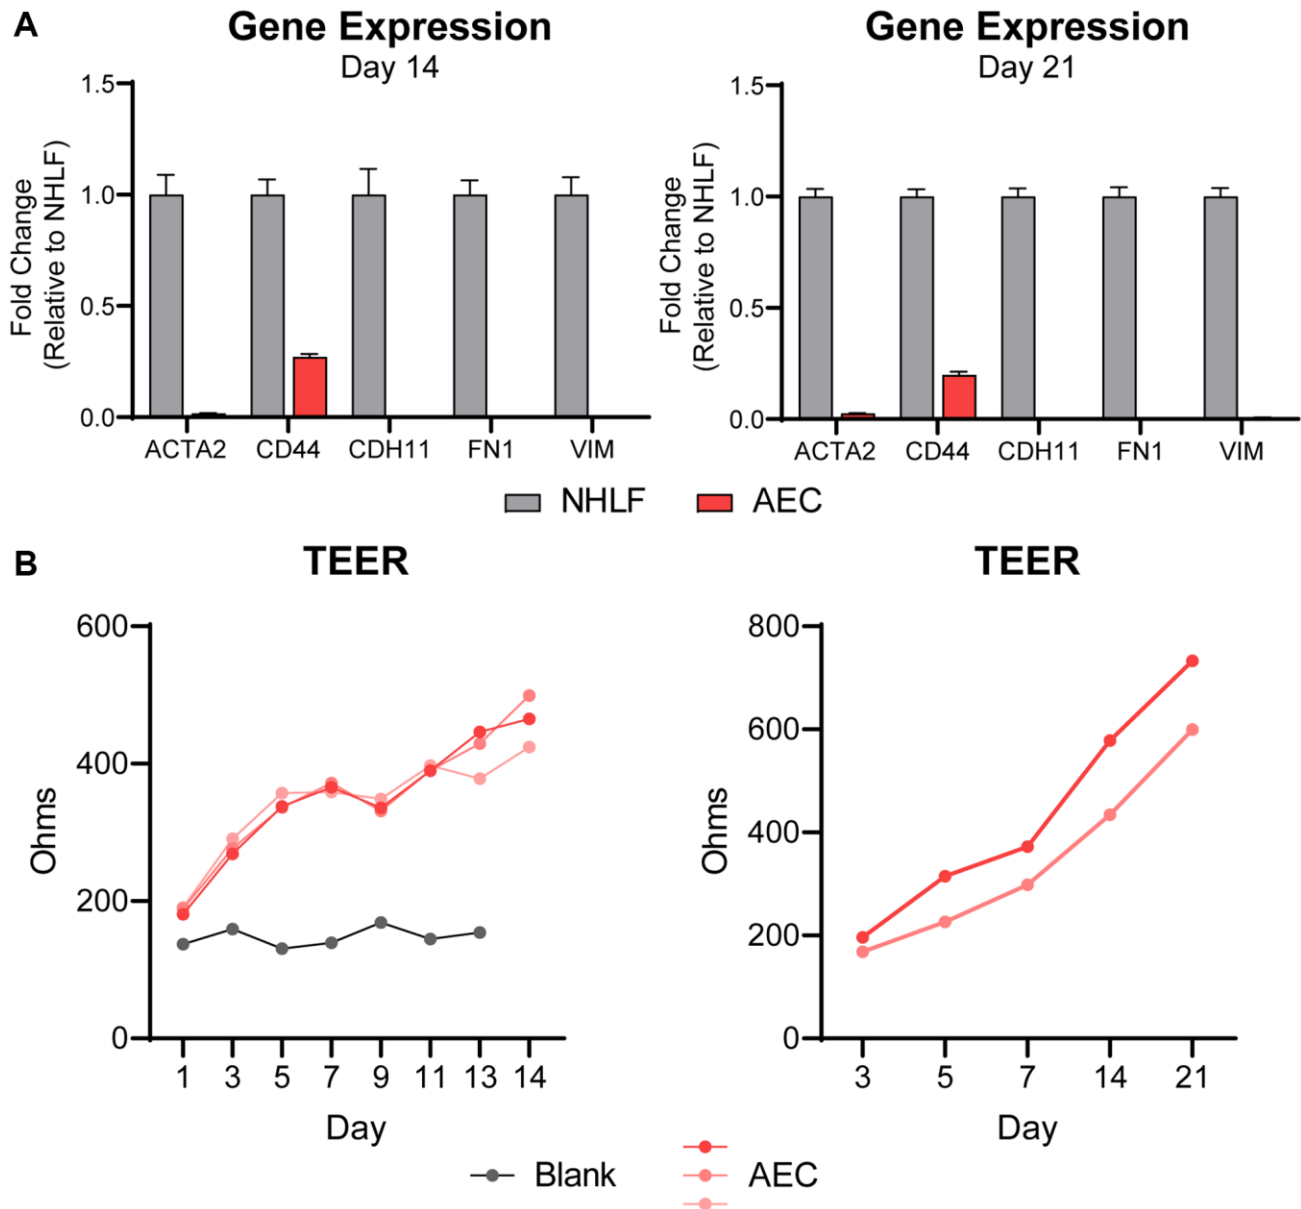 A
Gene Expression
Day 14
Fold Change
(Relative to NHLF)
1.5
1.0
0.5
0.0
ACTA2 CD44 CDH11 FN1 VIM
Gene Expression
Day 21
Fold Change
(Relative to NHLF)
1.5
1.0
0.5
0.0
ACTA2 CD44 CDH11 FN1 VIM
NHLF AEC
B
TEER
Ohms
600
400
200
0
1 3 5 7 9 11 13 14
Day
TEER
Ohms
800
600
400
200
0
3 5 7 14 21
Day
Blank AEC